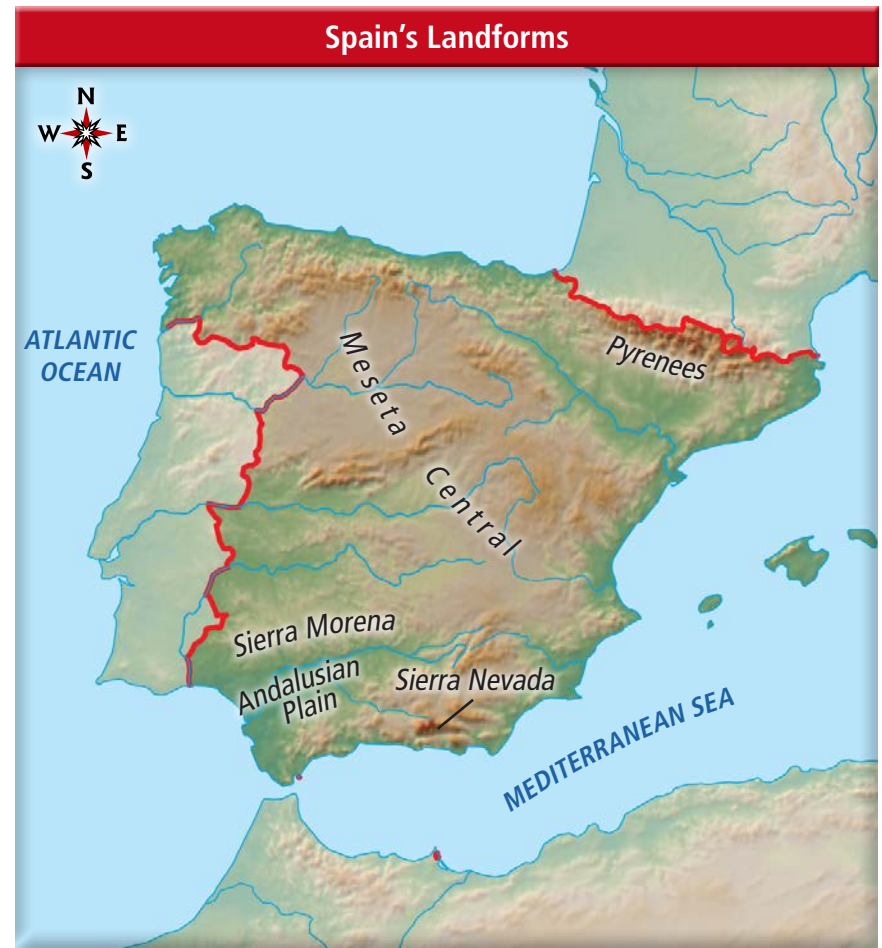 Spain’s Landforms
N
W E
S
ATLANTIC
OCEAN
Pyrenees
Meseta
Central
Sierra Morena
Andalusian
Plain
Sierra Nevada
MEDITERRANEAN SEA